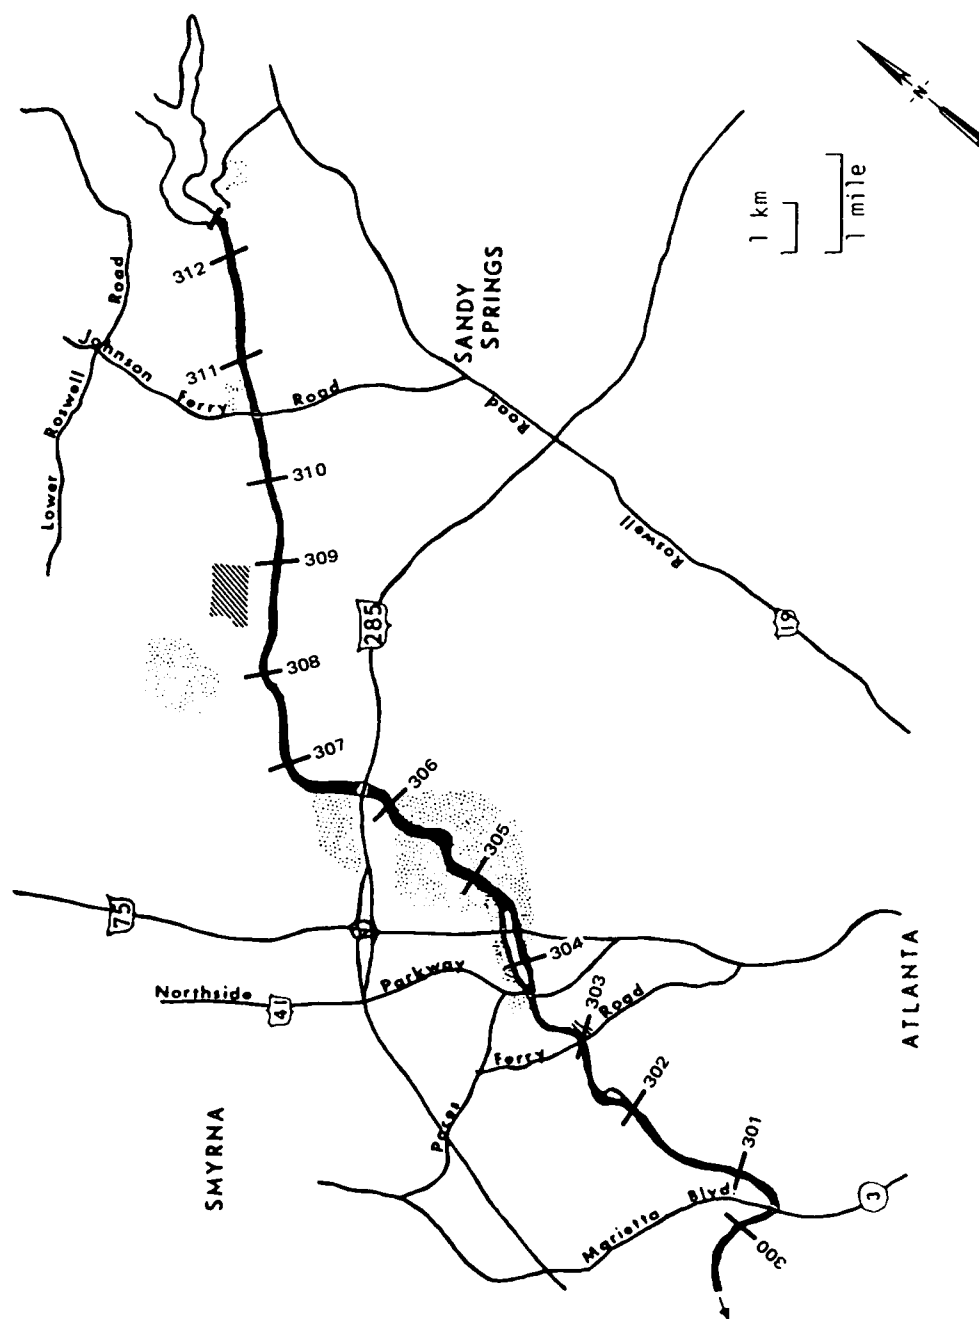 -N-
1 km
1 mile
312
Road
SANDY
SPRINGS
Johnson
Ferry
Road
311
Roswell
Lower
Road
Roswell
310
309
285
19
308
307
306
305
75
304
Northside
Parkway
41
303
Road
Ferry
Paces
302
ATLANTA
SMYRNA
301
Marietta
Blvd.
3
300